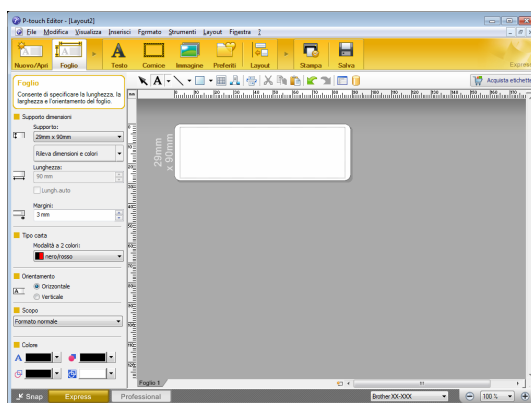 P-touch Editor - [Layout2]
File Modifica Visualizza Inserisci Formato Strumenti Layout Finestra ?
Nuovo/Apri Foglio Testo Cornice Immagine Preferiti Layout Stampa Salva
Express
Foglio
Consente di specificare la lunghezza, la
larghezza e l'orientamento del foglio.
A
Acquista etichette
Supporto dimensioni
Supporto:
29mm x 90mm
Rileva dimensioni e colori
Lunghezza:
90 mm
Lungh.auto
Margini:
3 mm
29mm
x 90mm
Tipo carta
Modalità a 2 colori:
nero/rosso
Orientamento
Orizzontale
Verticale
Scopo
Formato normale
Colore
Foglio 1
Snap Express Professional
Brother XX-XXX
100 %